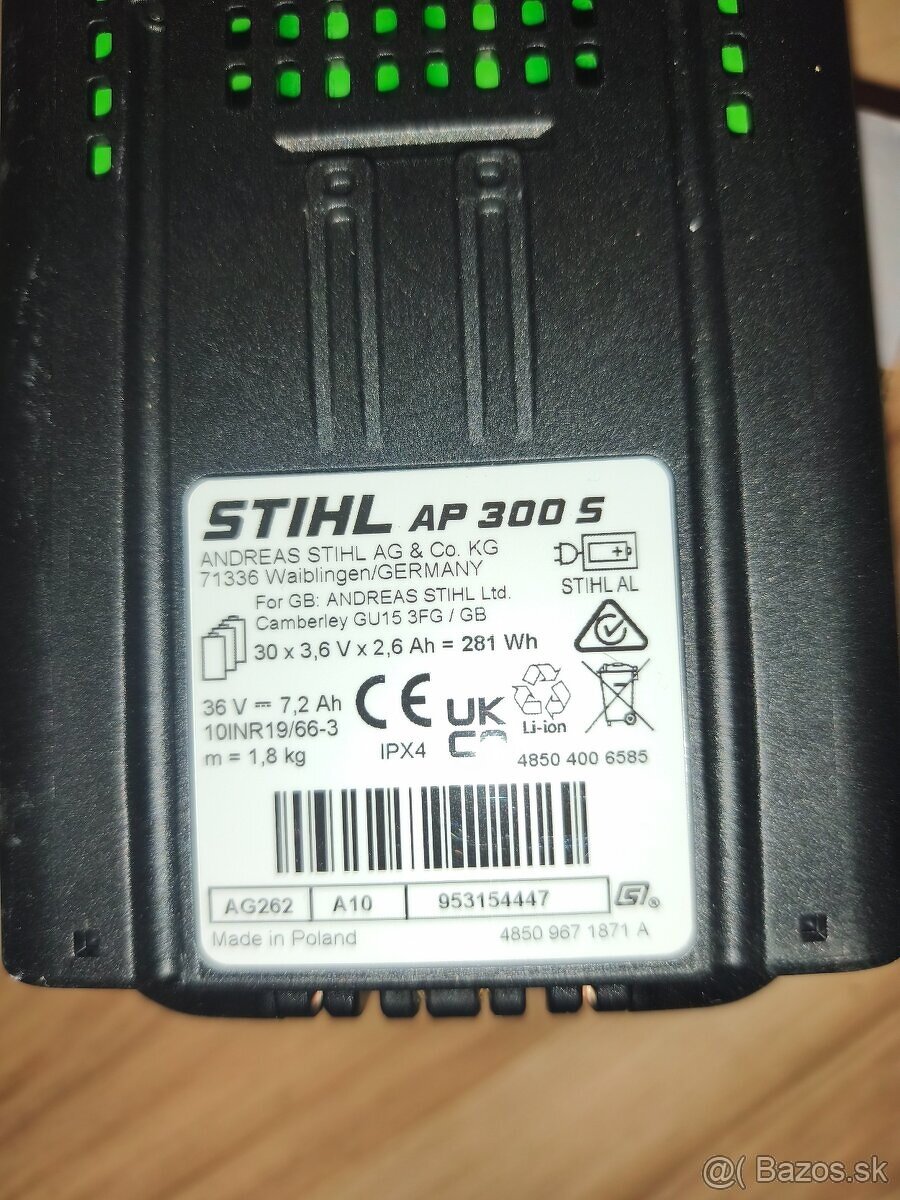 STIHL AP 300 S
ANDREAS STIHL AG & Co. KG
71336 Waiblingen/GERMANY
STIHL AL
For GB: ANDREAS STIHL Ltd.
Camberley GU15 3FG / GB
30 x 3,6 V x 2,6 Ah = 281 Wh
36 V ⎓ 7,2 Ah
10INR19/66-3
m = 1,8 kg
CE
IPX4
UK
CA
Li-ion
4850 400 6585
AG262 A10 953154447
S®
Made in Poland
4850 967 1871 A
@( Bazos.sk